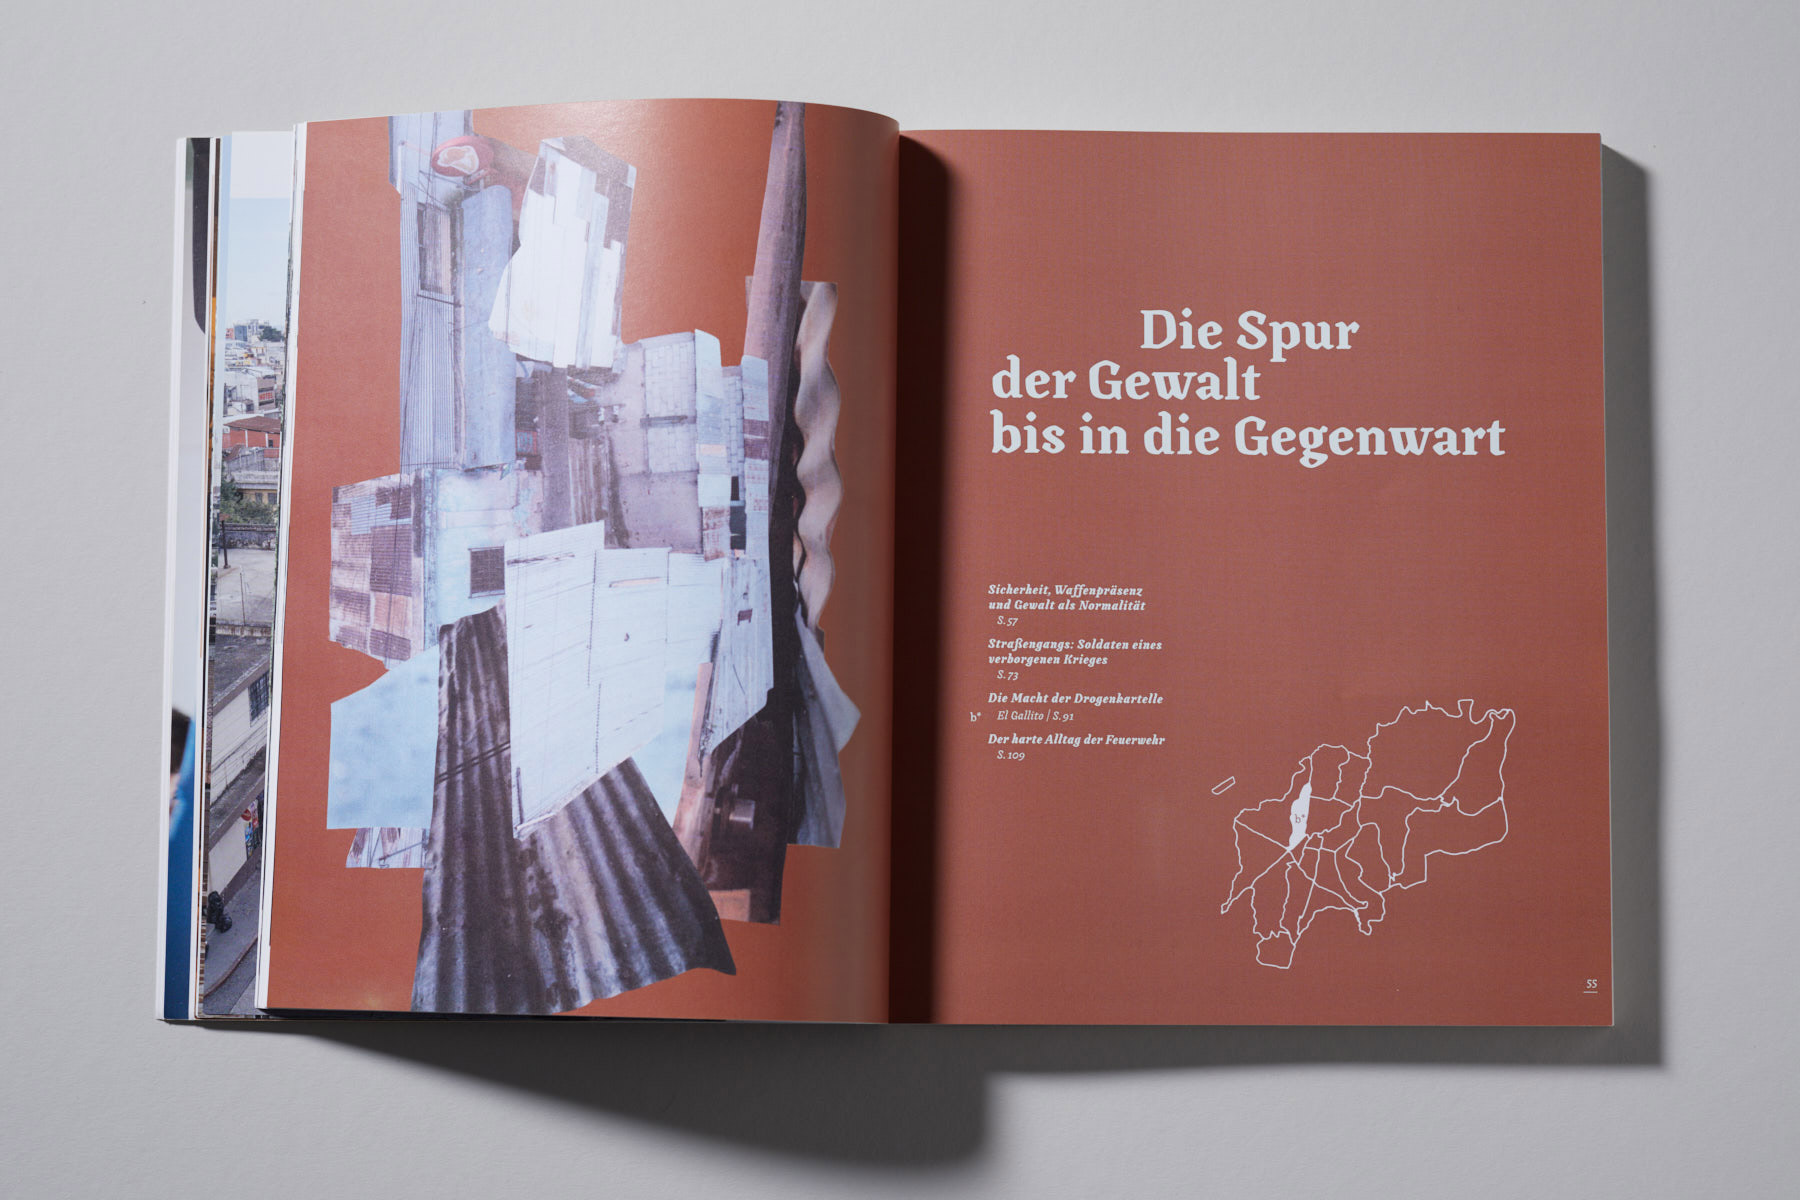 Die Spur
der Gewalt
bis in die Gegenwart
Sicherheit, Waffenpräsenz
und Gewalt als Normalität
S. 57
Straßengangs: Soldaten eines
verborgenen Krieges
S. 73
Die Macht der Drogenkartelle
b* El Gallito | S. 91
Der harte Alltag der Feuerwehr
S. 109
b*
55